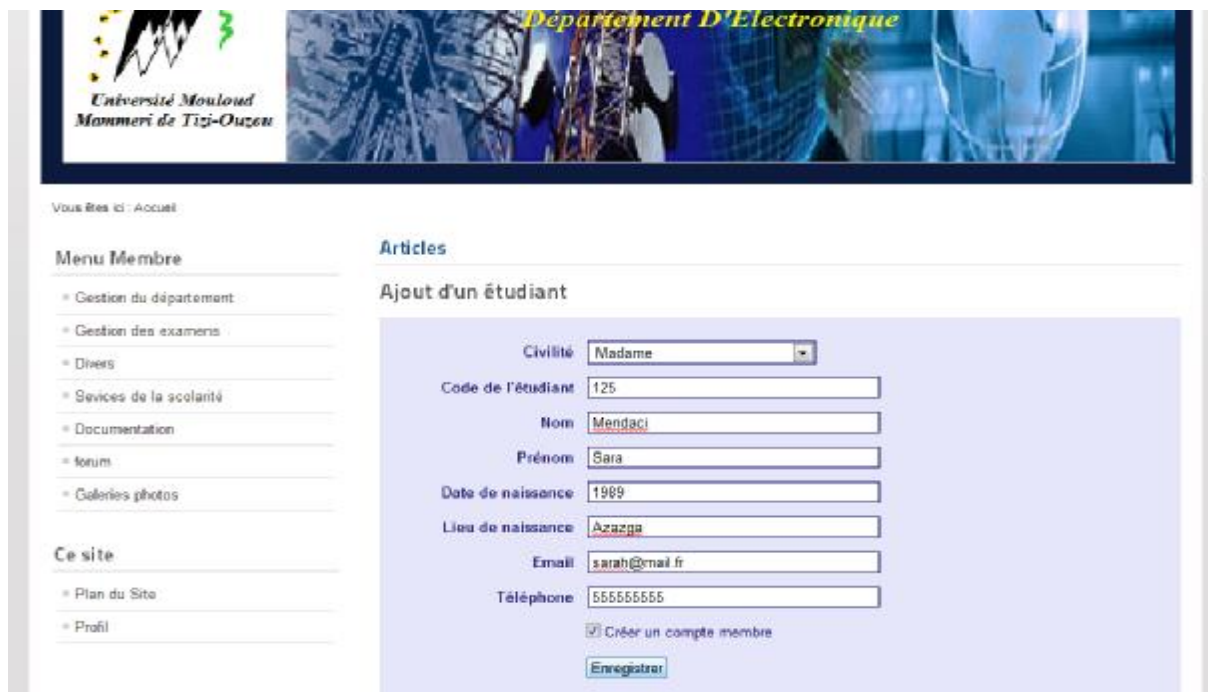 Département D'Electronique
Université Mouloud
Mammeri de Tizi-Ouzou
Vous êtes ici : Accueil
Menu Membre
Gestion du département
Gestion des examens
Divers
Sevices de la scolarité
Documentation
forum
Galeries photos
Ce site
Plan du Site
Profil
Articles
Ajout d'un étudiant
Civilité Madame
Code de l'étudiant 125
Nom Mendaci
Prénom Sara
Date de naissance 1989
Lieu de naissance Azazga
Email sarah@mail.fr
Téléphone 555555555
Créer un compte membre
Enregistrer